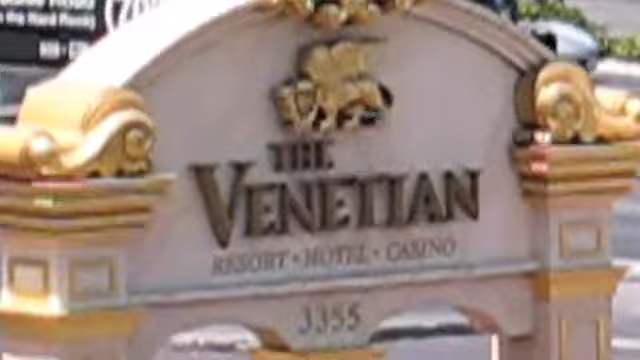 THE
VENETIAN
RESORT • HOTEL • CASINO
3355